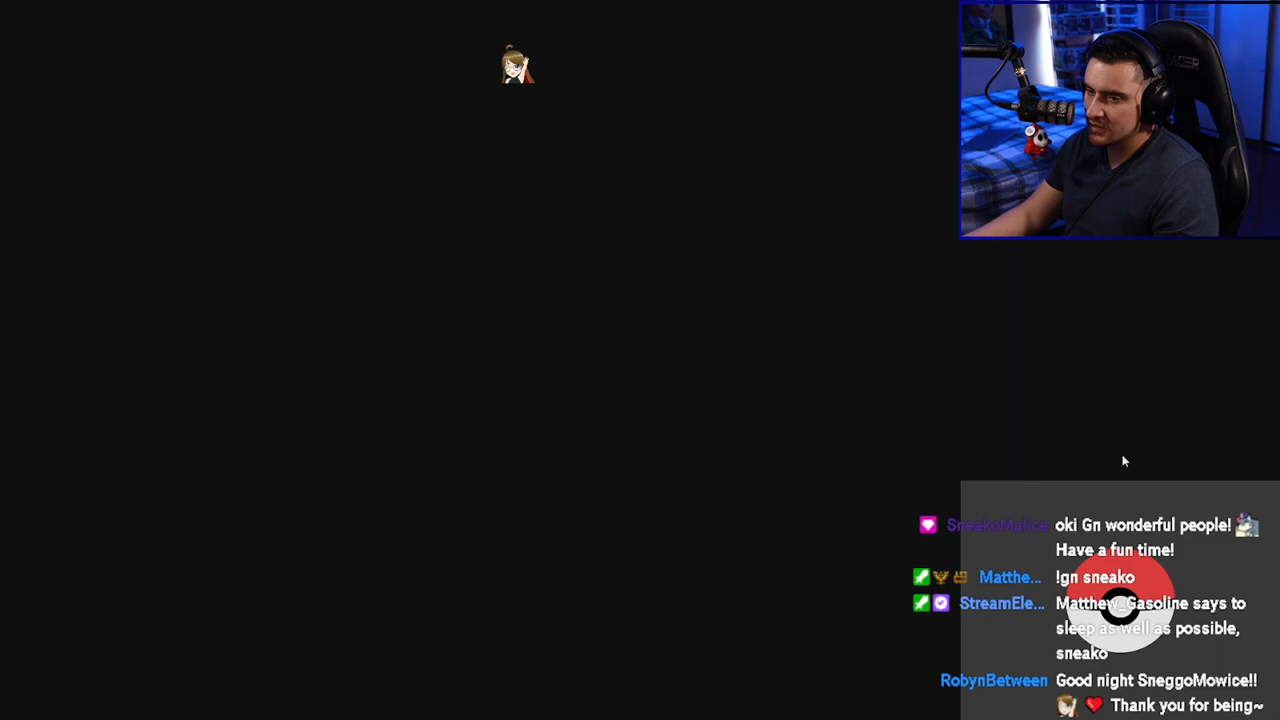 SneakoMalice oki Gn wonderful people!
Have a fun time!
Matthe... !gn sneako
StreamEle... Matthew_Gasoline says to
sleep as well as possible,
sneako
RobynBetween Good night SneggoMowice!!
Thank you for being~